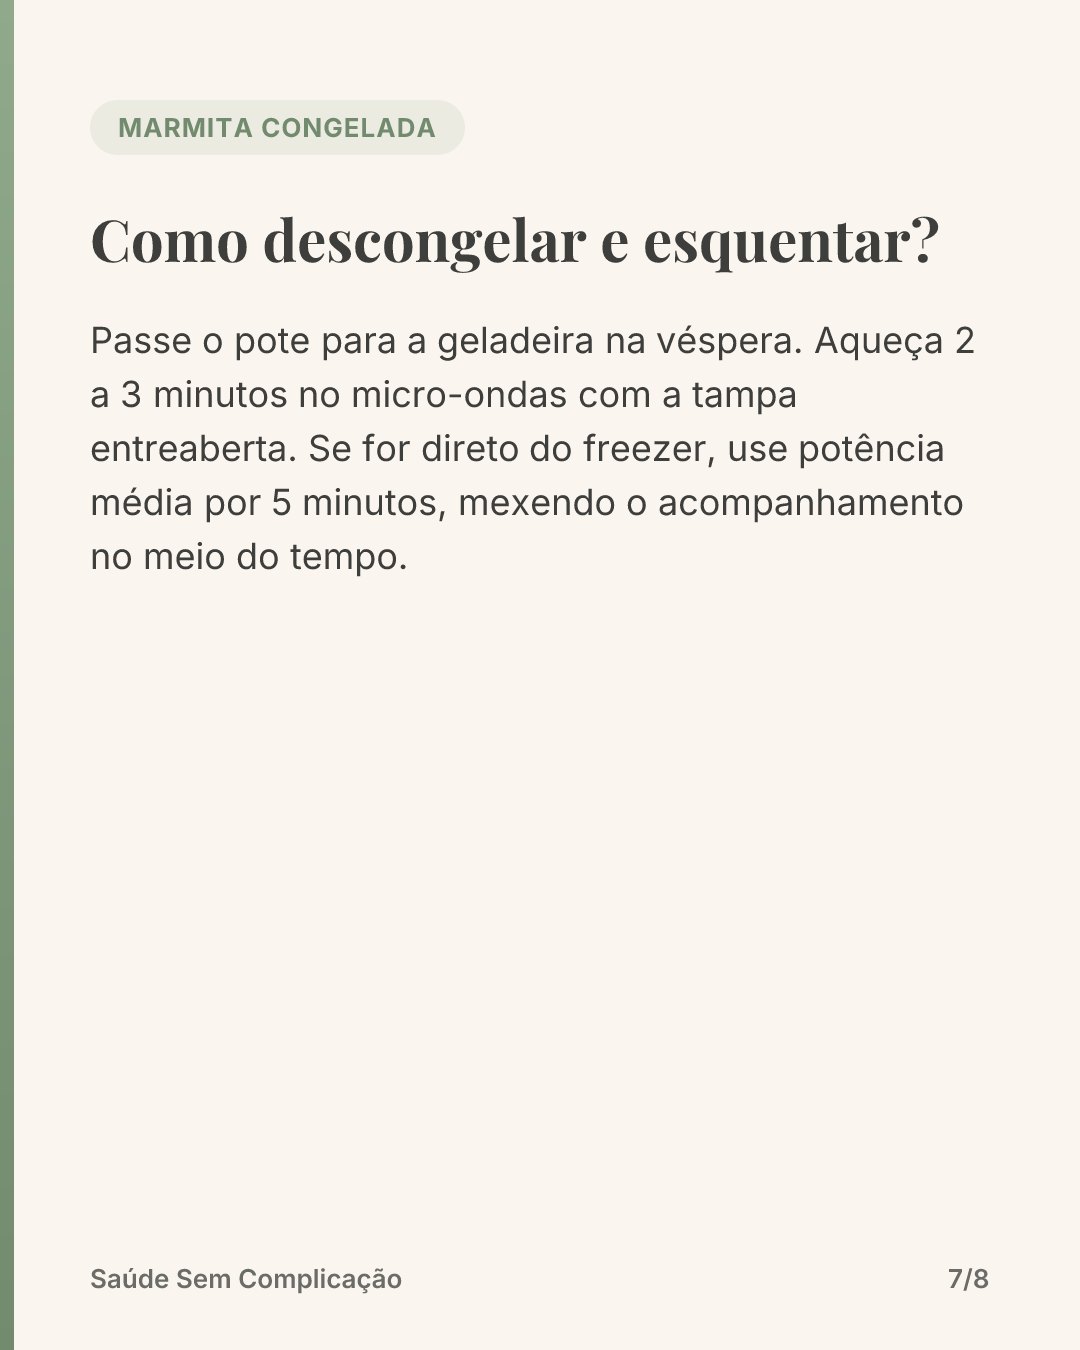 MARMITA CONGELADA
Como descongelar e esquentar?
Passe o pote para a geladeira na véspera. Aqueça 2
a 3 minutos no micro-ondas com a tampa
entreaberta. Se for direto do freezer, use potência
média por 5 minutos, mexendo o acompanhamento
no meio do tempo.
Saúde Sem Complicação
7/8